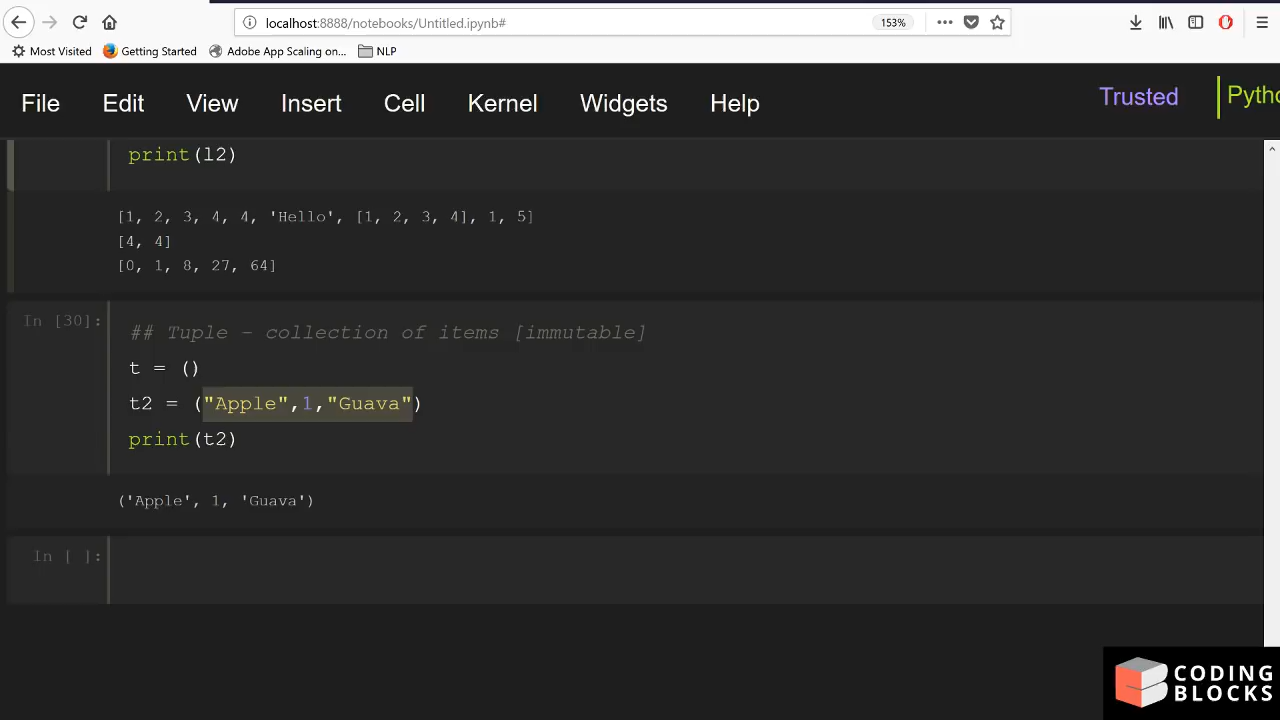 localhost:8888/notebooks/Untitled.ipynb#
153%
Most Visited Getting Started Adobe App Scaling on... NLP
File Edit View Insert Cell Kernel Widgets Help Trusted Pytho
print(l2)
[1, 2, 3, 4, 4, 'Hello', [1, 2, 3, 4], 1, 5]
[4, 4]
[0, 1, 8, 27, 64]
In [30]:
## Tuple - collection of items [immutable]
t = ()
t2 = ("Apple",1,"Guava")
print(t2)
('Apple', 1, 'Guava')
In [ ]:
CODING
BLOCKS